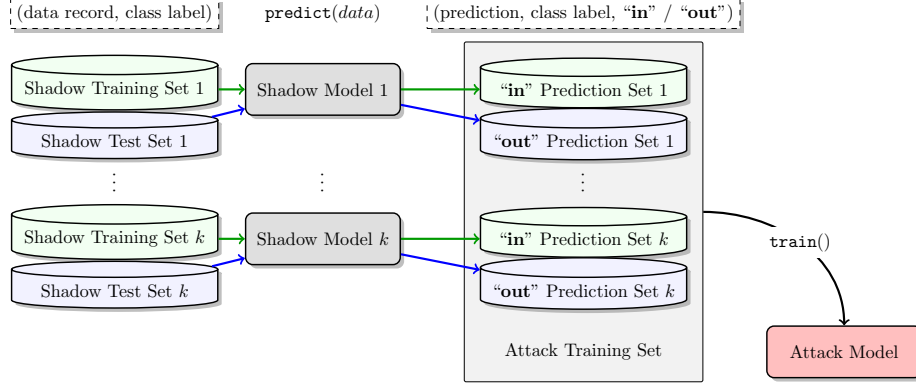 (data record, class label) predict(data) (prediction, class label, “in” / “out”)
Shadow Training Set 1 Shadow Model 1 “in” Prediction Set 1
Shadow Test Set 1 “out” Prediction Set 1
⋮ ⋮ ⋮
Shadow Training Set k Shadow Model k “in” Prediction Set k
train()
Shadow Test Set k “out” Prediction Set k
Attack Training Set Attack Model